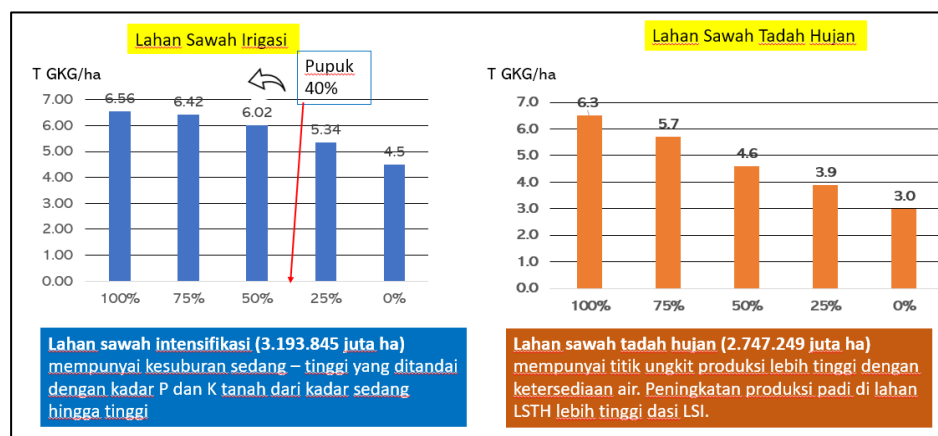 Lahan Sawah Irigasi
T GKG/ha
Pupuk
40%
7.00
6.00
5.00
4.00
3.00
2.00
1.00
0.00
6.56
6.42
6.02
5.34
4.5
100%
75%
50%
25%
0%
Lahan sawah intensifikasi (3.193.845 juta ha)
mempunyai kesuburan sedang – tinggi yang ditandai
dengan kadar P dan K tanah dari kadar sedang
hingga tinggi
Lahan Sawah Tadah Hujan
T GKG/ha
7.0
6.0
5.0
4.0
3.0
2.0
1.0
0.0
6.3
5.7
4.6
3.9
3.0
100%
75%
50%
25%
0%
Lahan sawah tadah hujan (2.747.249 juta ha)
mempunyai titik ungkit produksi lebih tinggi dengan
ketersediaan air. Peningkatan produksi padi di lahan
LSTH lebih tinggi dasi LSI.